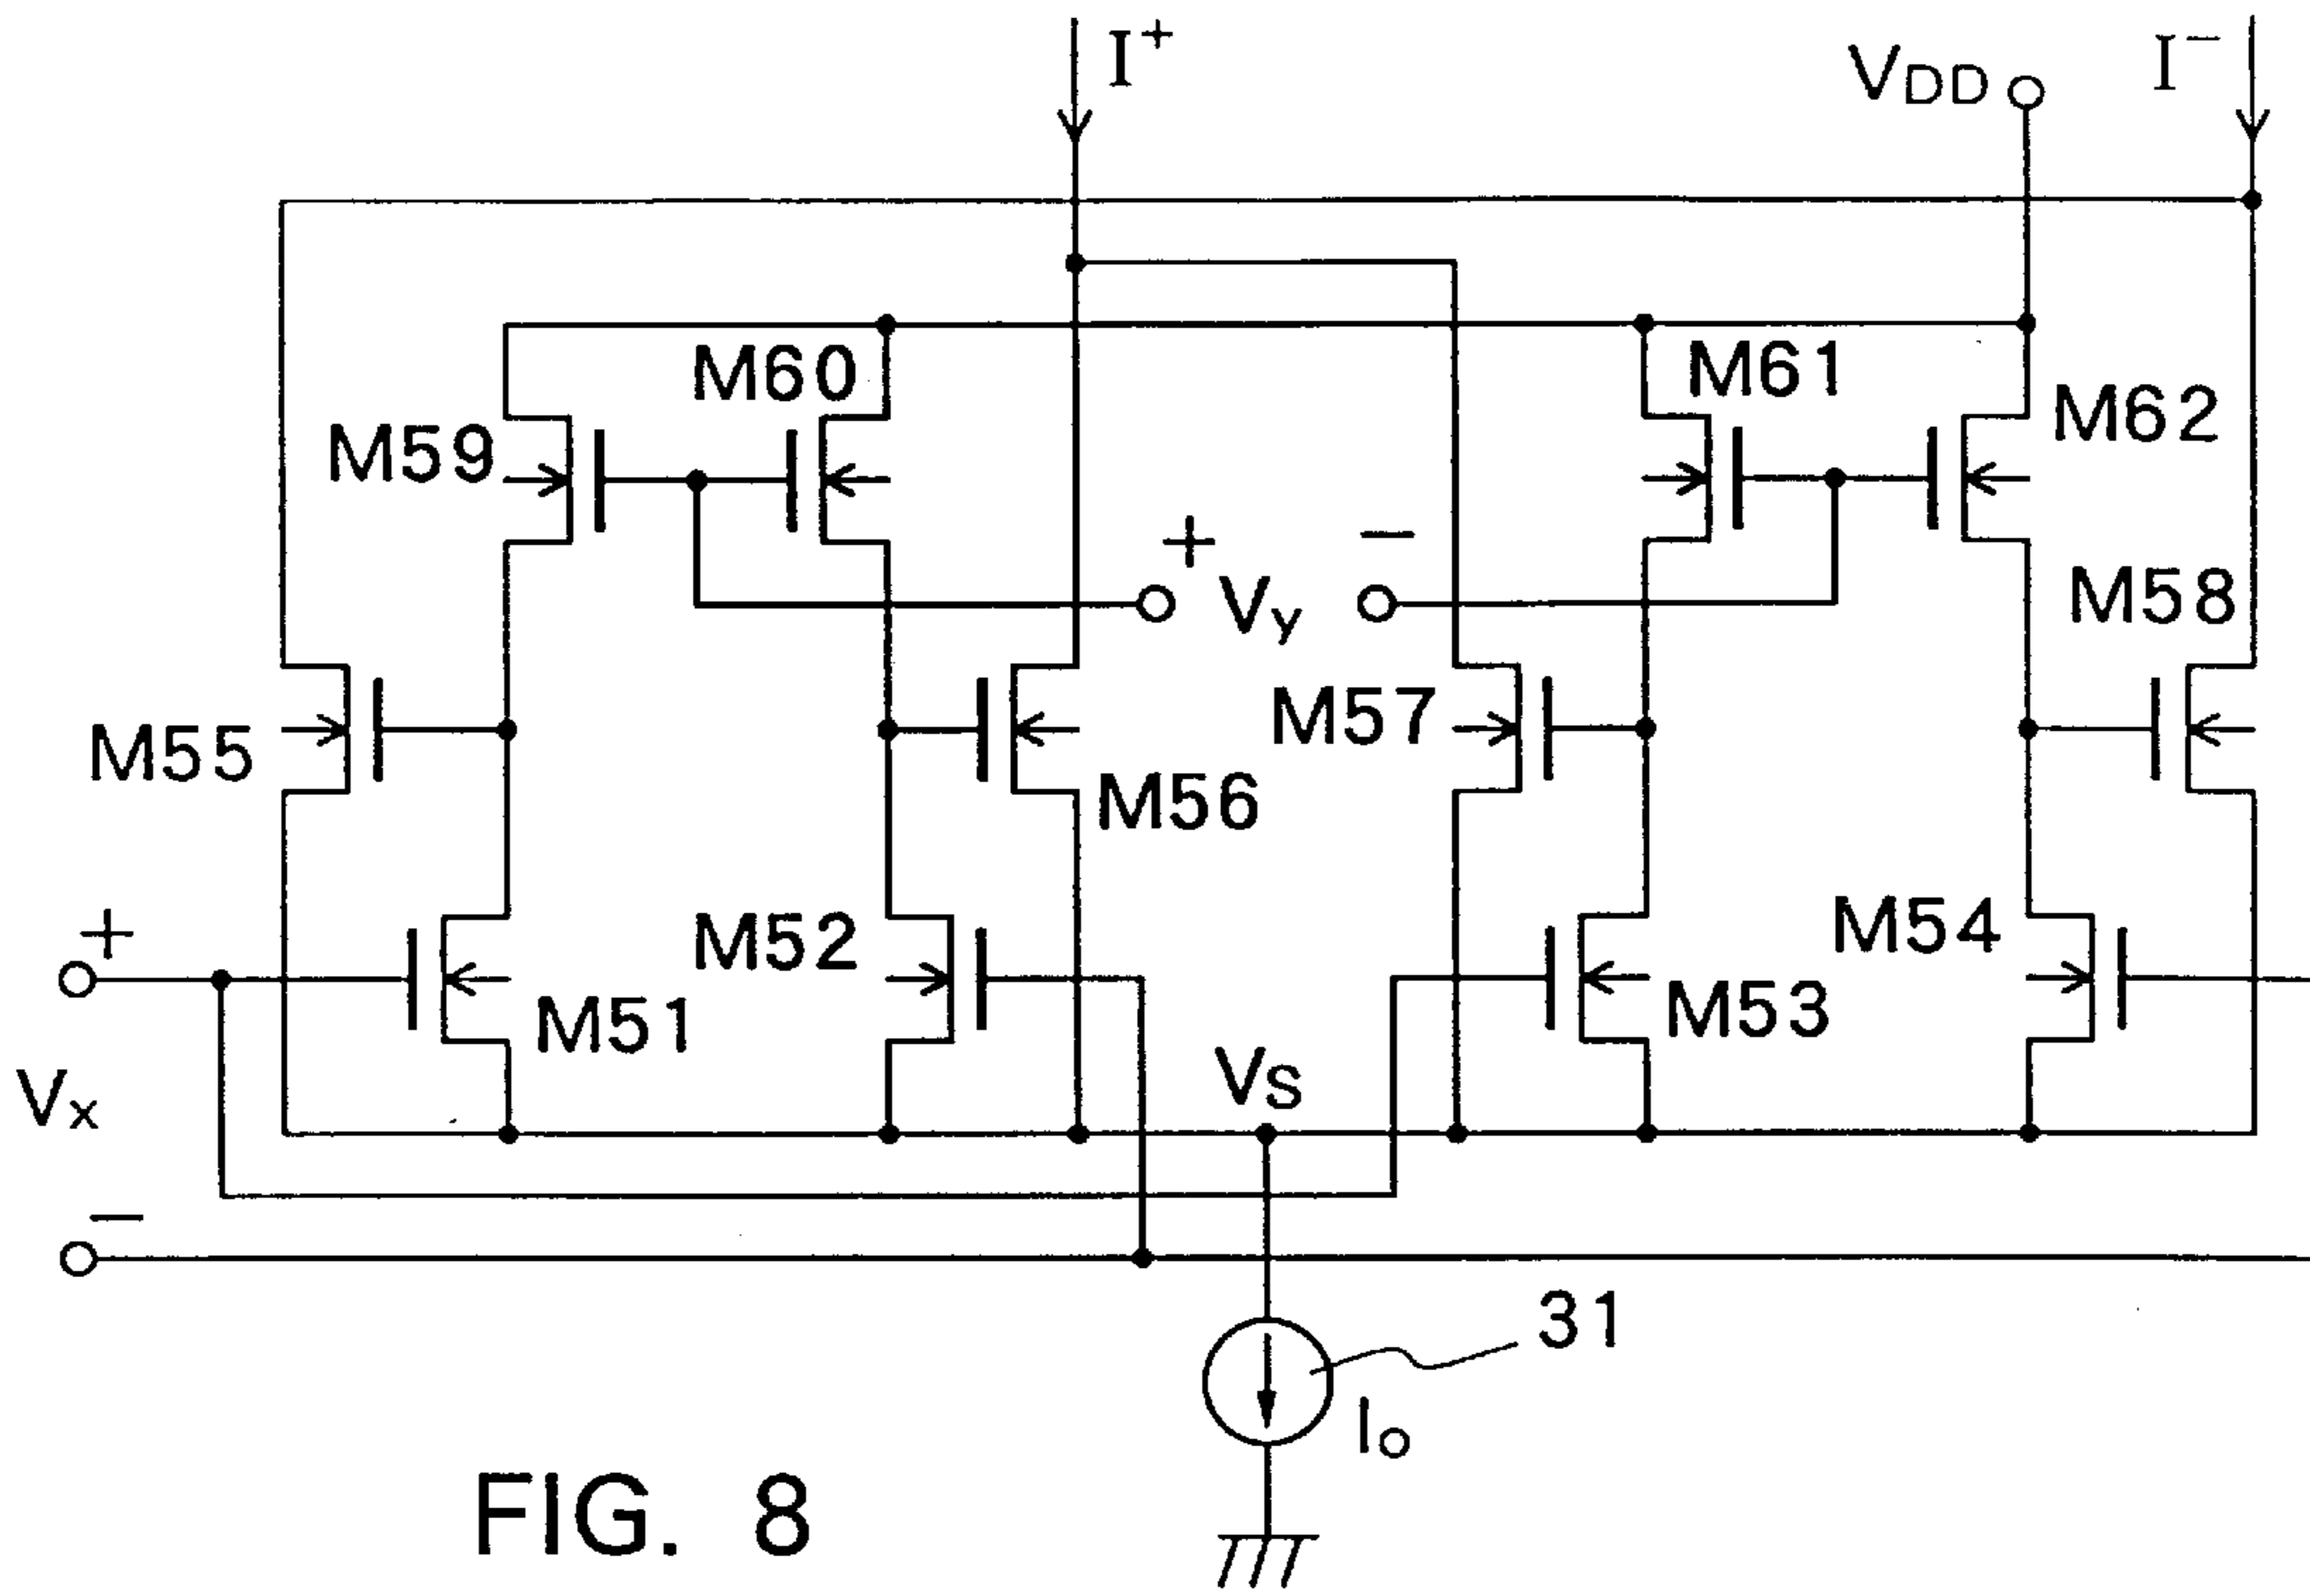 I+
VDD
I−
M60
M61
M62
M59
+
−
Vy
M58
M55
M57
M56
+
M52
M54
M51
M53
Vx
VS
−
31
Io
FIG. 8